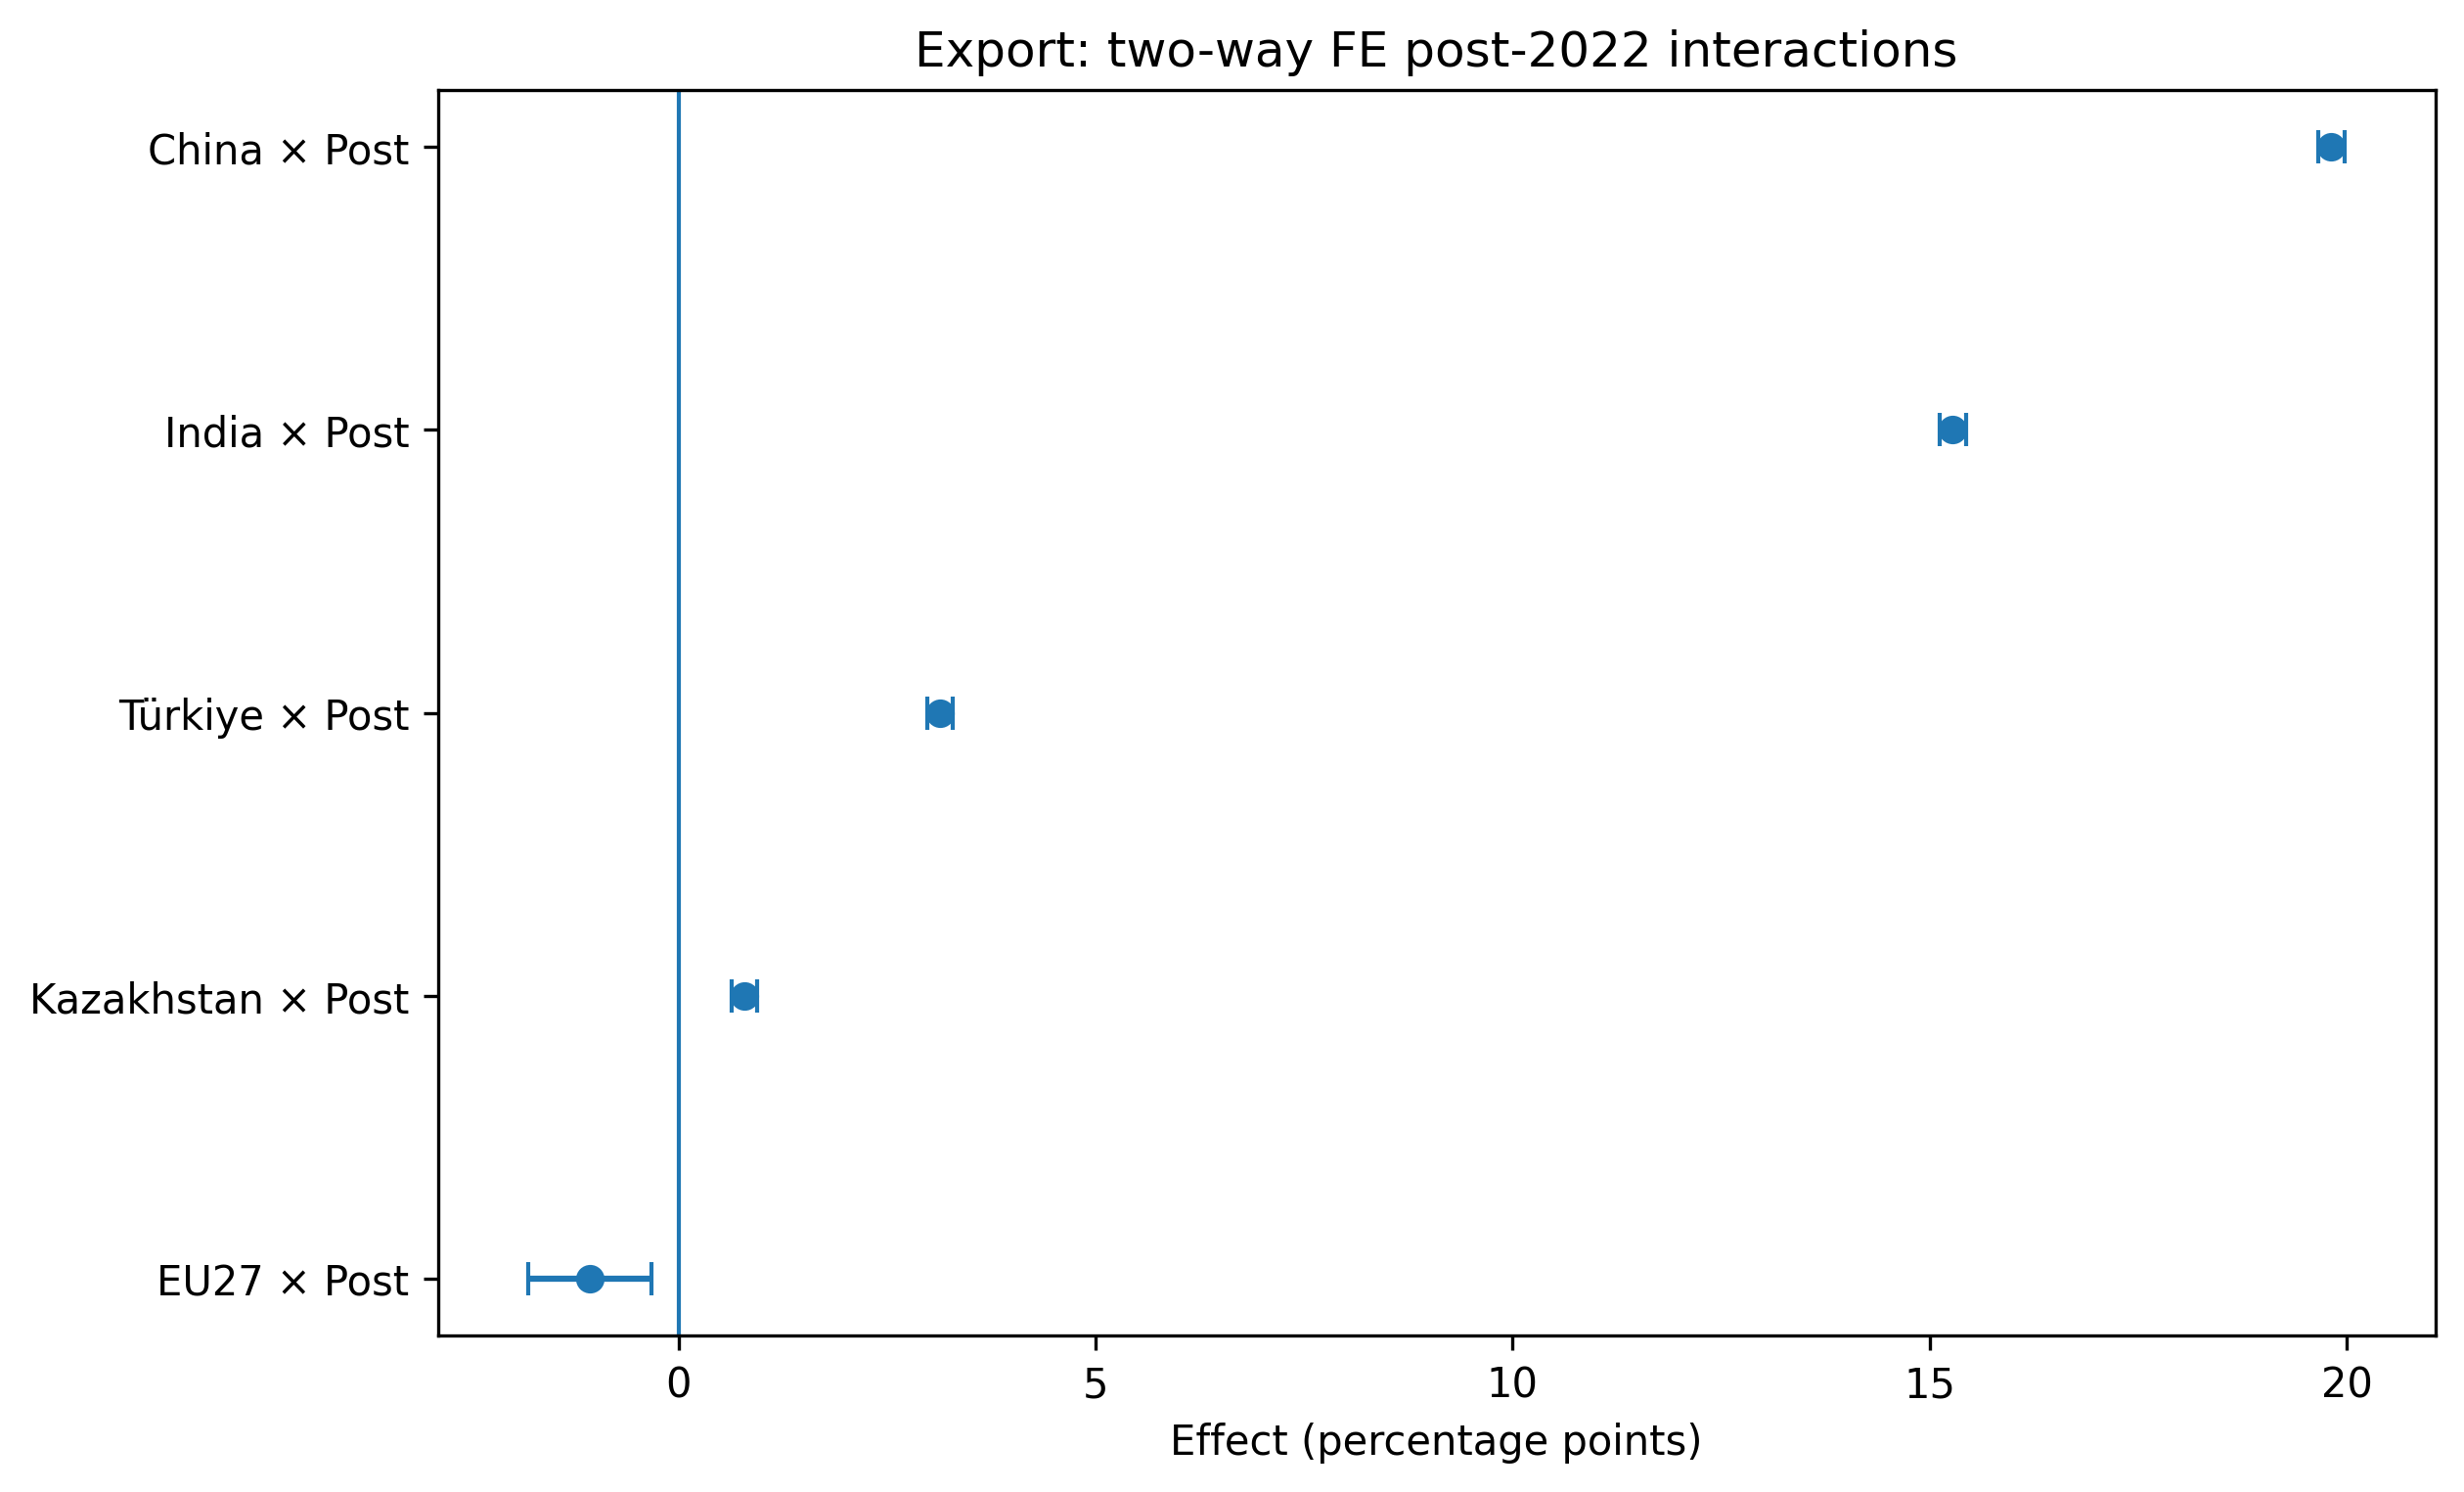 Export: two-way FE post-2022 interactions
China × Post
India × Post
Türkiye × Post
Kazakhstan × Post
EU27 × Post
0 5 10 15 20
Effect (percentage points)